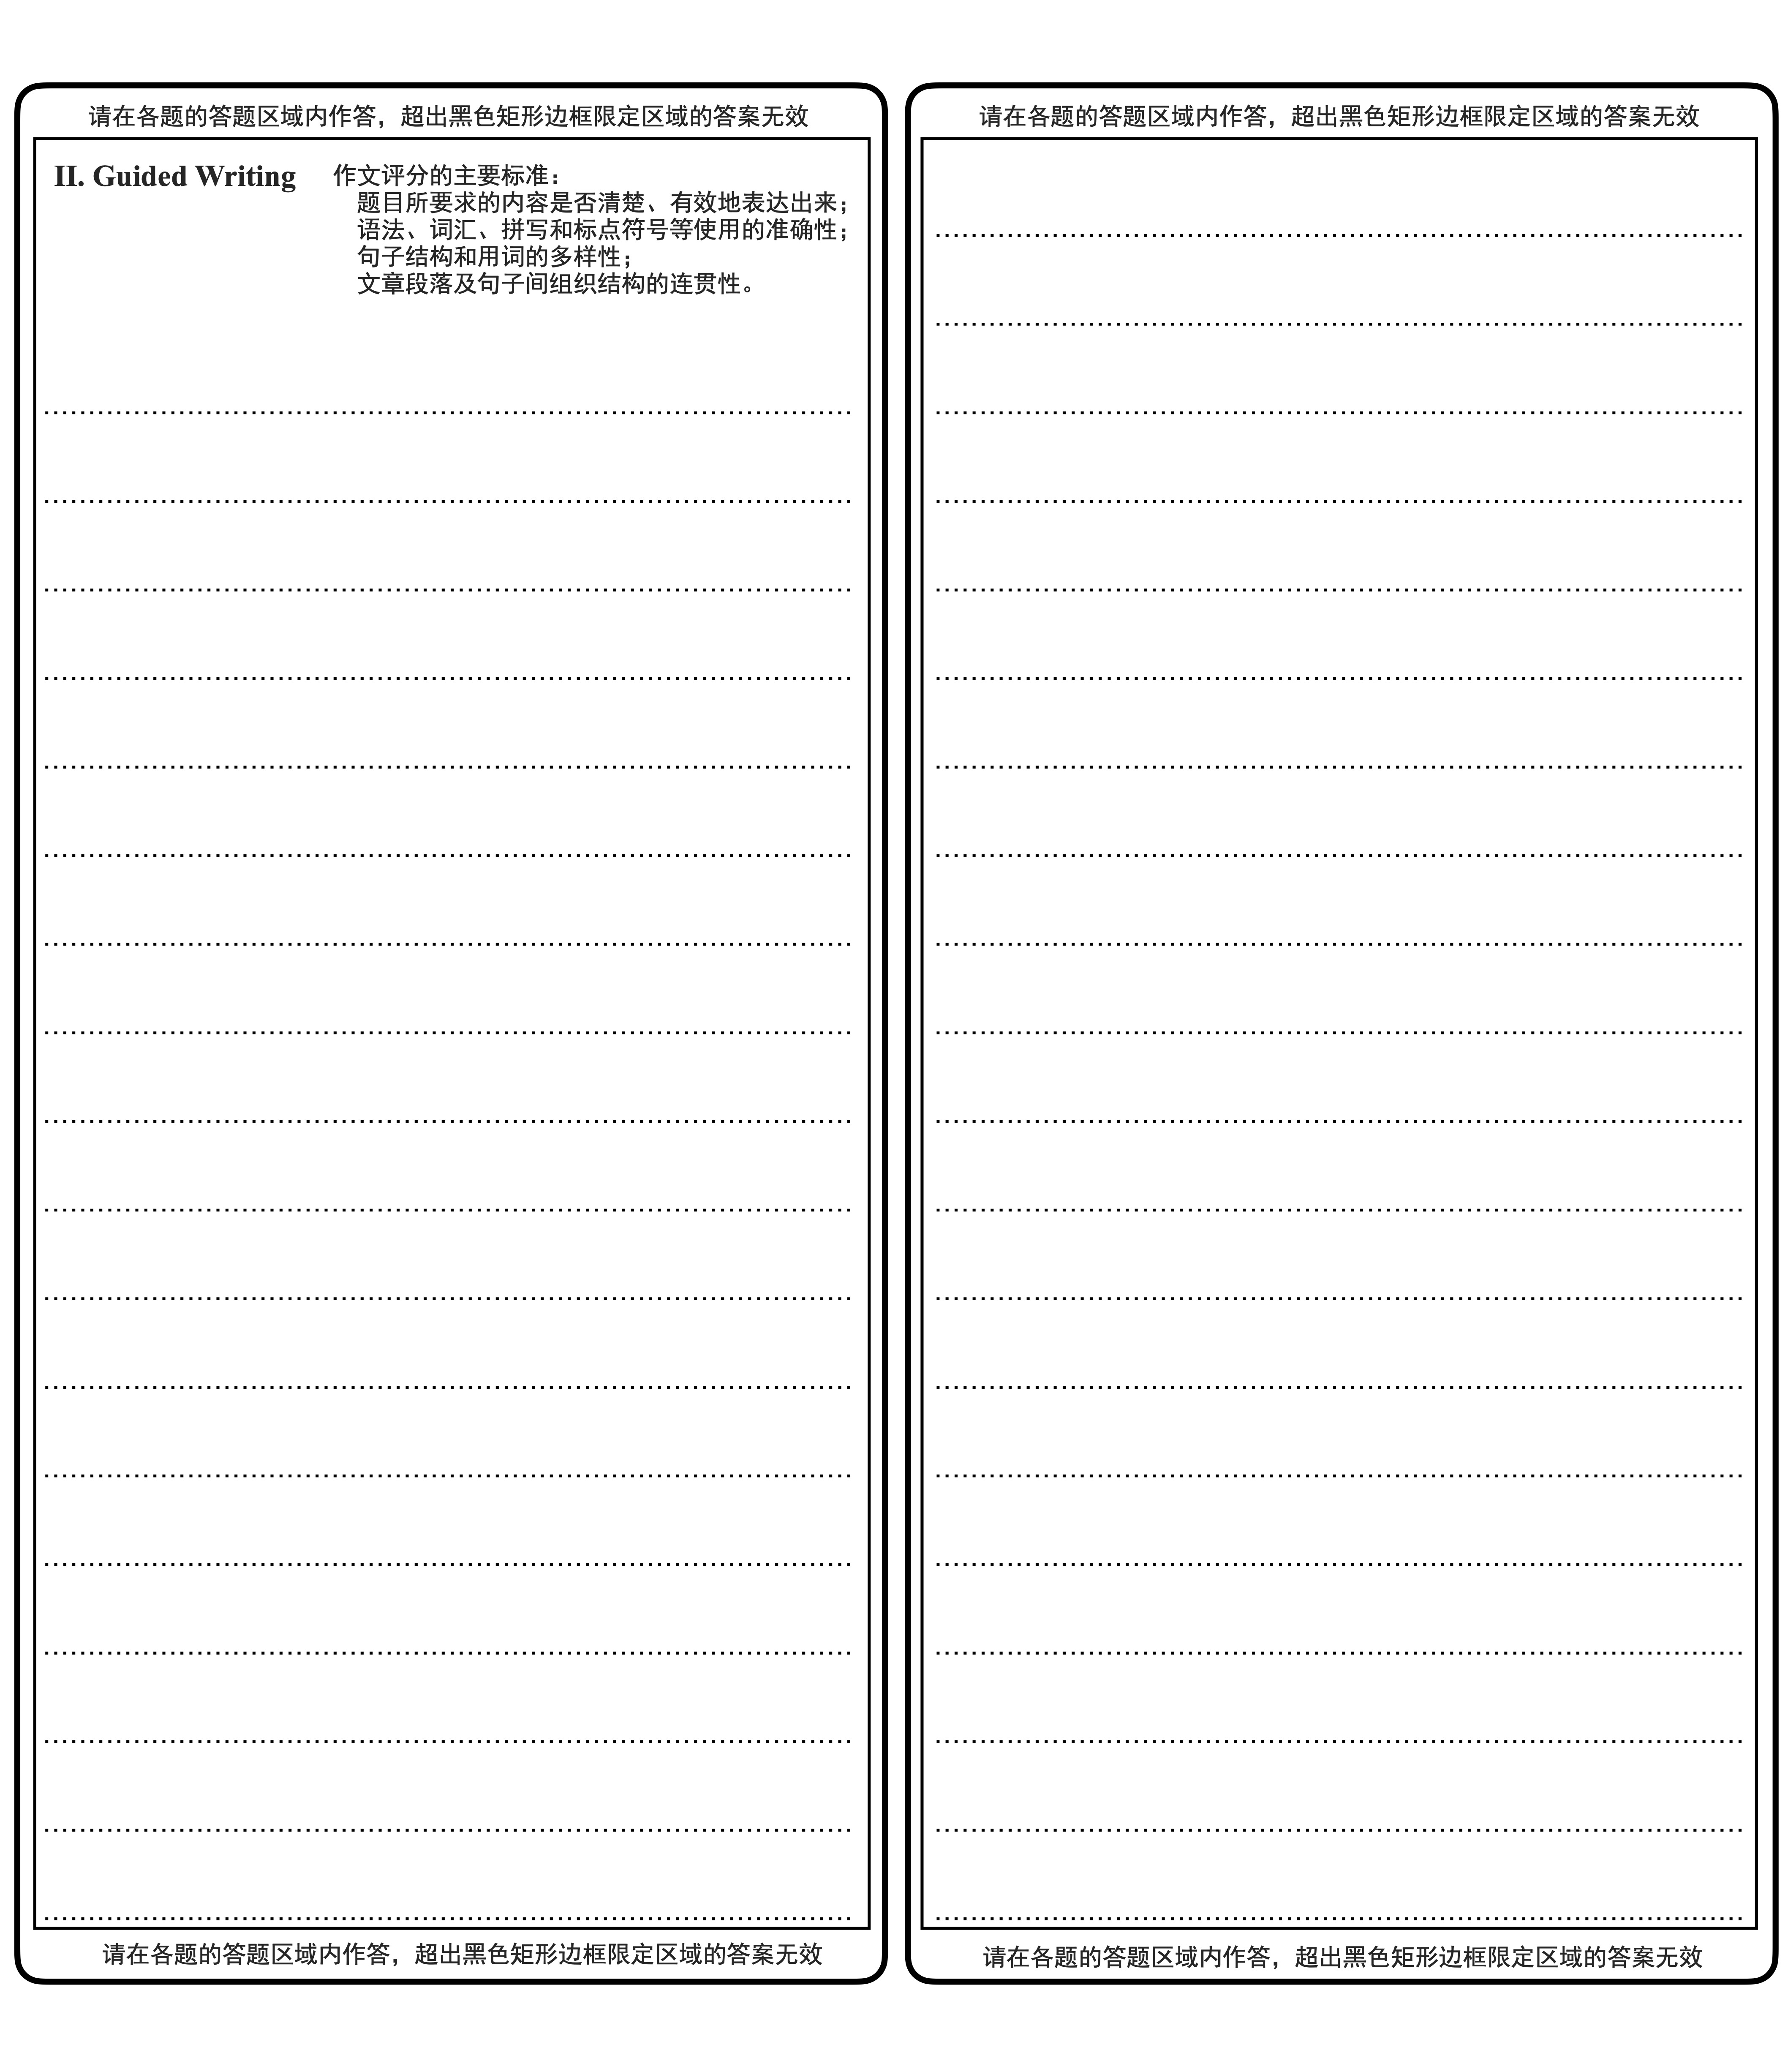 请在各题的答题区域内作答，超出黑色矩形边框限定区域的答案无效
II. Guided Writing 作文评分的主要标准：
题目所要求的内容是否清楚、有效地表达出来；
语法、词汇、拼写和标点符号等使用的准确性；
句子结构和用词的多样性；
文章段落及句子间组织结构的连贯性。
请在各题的答题区域内作答，超出黑色矩形边框限定区域的答案无效
请在各题的答题区域内作答，超出黑色矩形边框限定区域的答案无效
请在各题的答题区域内作答，超出黑色矩形边框限定区域的答案无效